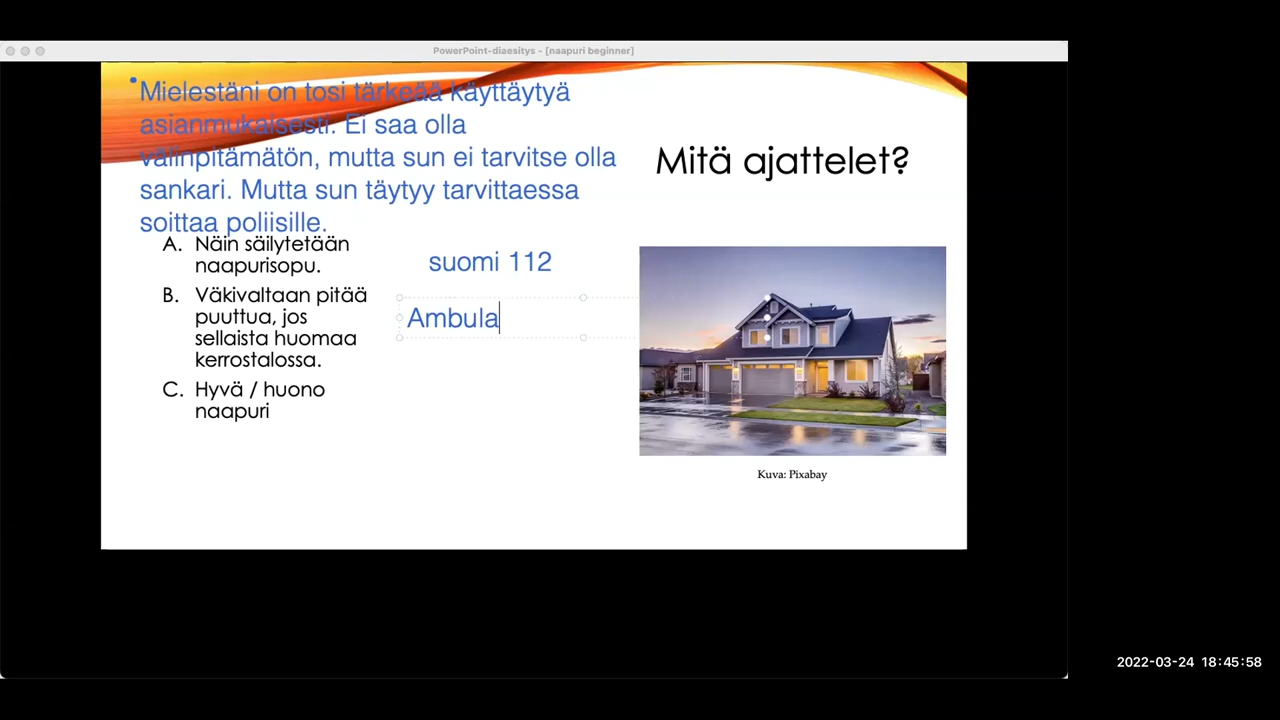 PowerPoint-diaesitys - [naapuri beginner]
Mielestäni on tosi tärkeää käyttäytyä
asianmukaisesti. Ei saa olla
välinpitämätön, mutta sun ei tarvitse olla
sankari. Mutta sun täytyy tarvittaessa
soittaa poliisille.
Mitä ajattelet?
A. Näin säilytetään
naapurisopu.
B. Väkivaltaan pitää
puuttua, jos
sellaista huomaa
kerrostalossa.
C. Hyvä / huono
naapuri
suomi 112
Ambula
Kuva: Pixabay
2022-03-24 18:45:58